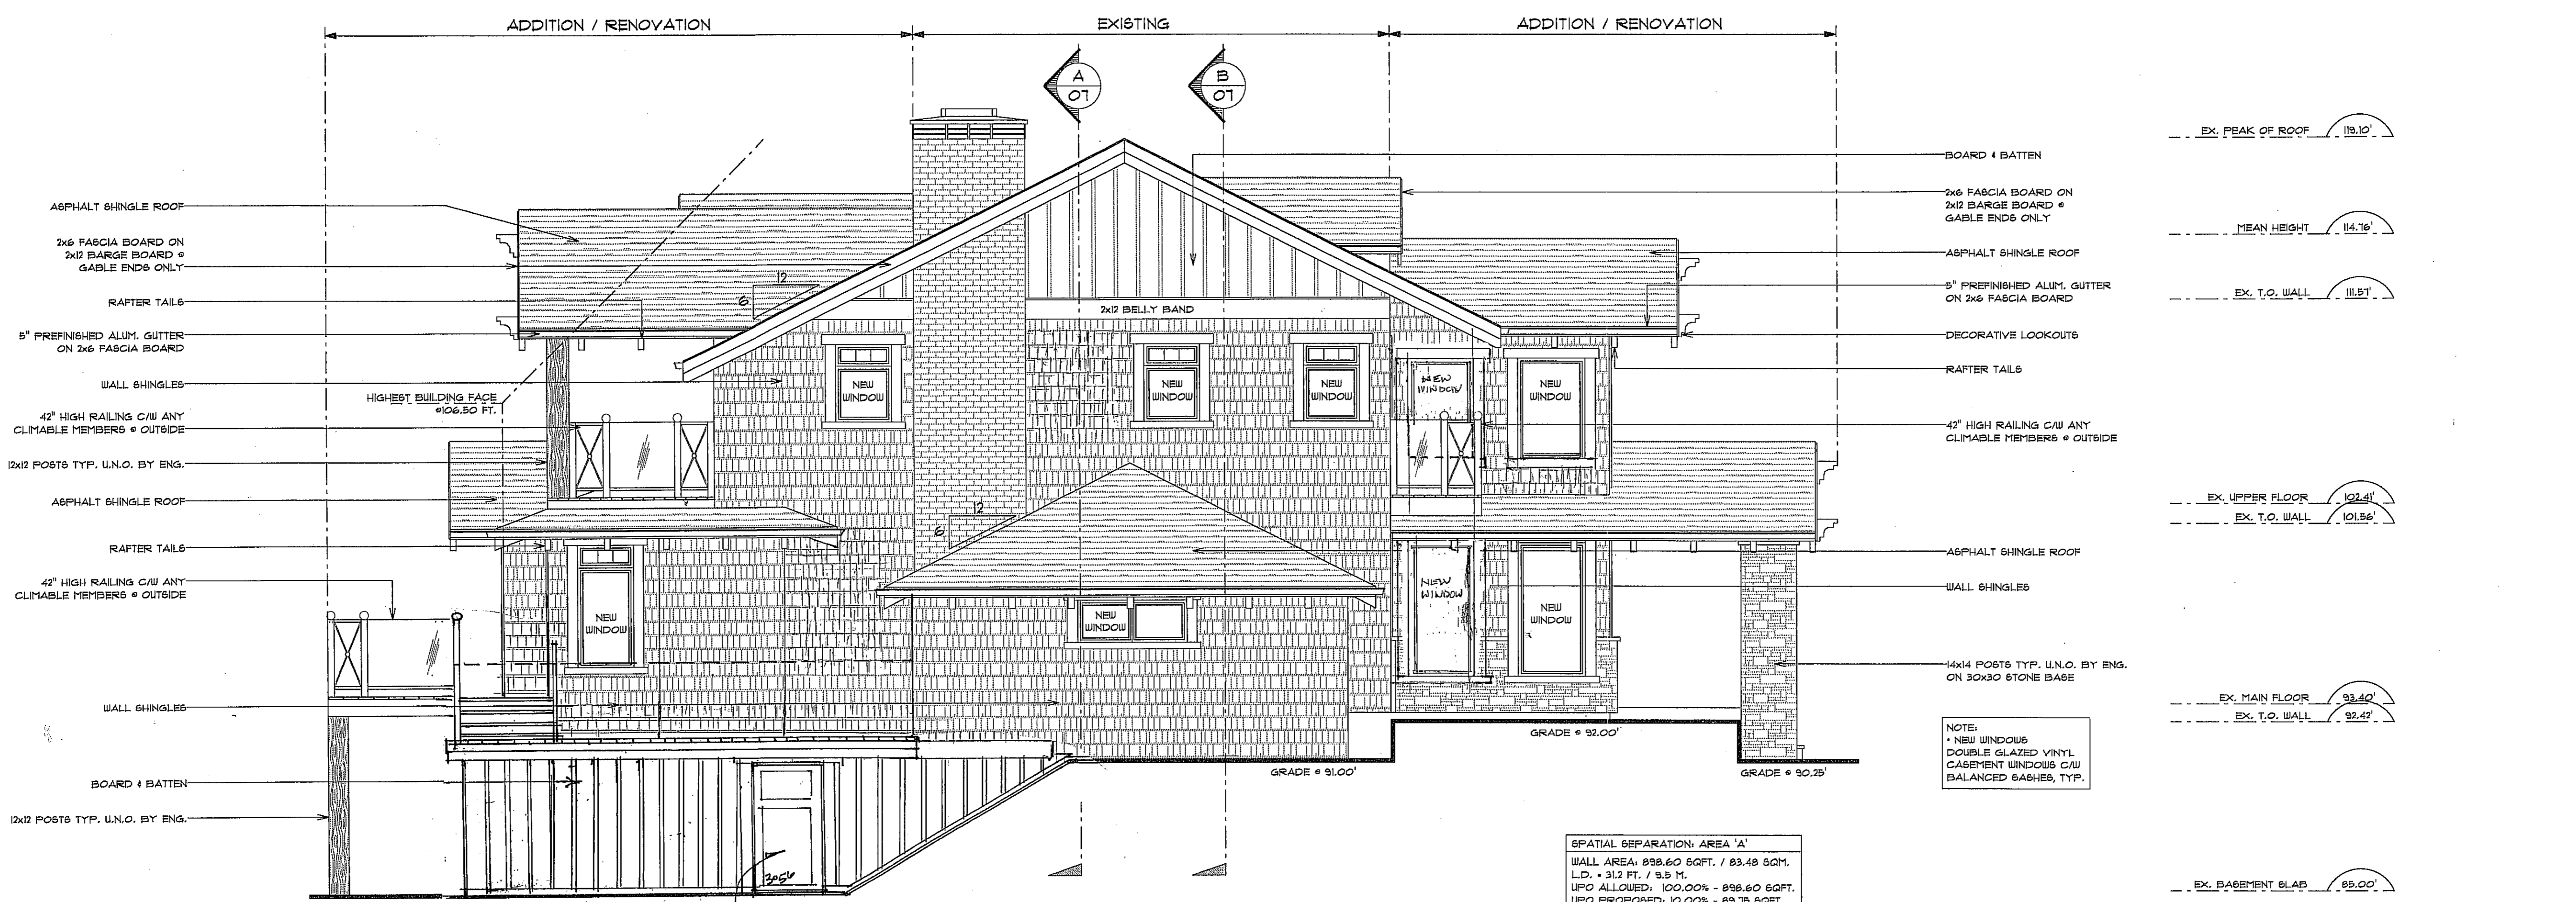 ADDITION / RENOVATION
EXISTING
ADDITION / RENOVATION
A
07
B
07
ASPHALT SHINGLE ROOF
2x6 FASCIA BOARD ON
2x12 BARGE BOARD @
GABLE ENDS ONLY
RAFTER TAILS
5" PREFINISHED ALUM. GUTTER
ON 2x6 FASCIA BOARD
WALL SHINGLES
HIGHEST BUILDING FACE
@106.50 FT.
42" HIGH RAILING C/W ANY
CLIMABLE MEMBERS @ OUTSIDE
12x12 POSTS TYP. U.N.O. BY ENG.
ASPHALT SHINGLE ROOF
RAFTER TAILS
42" HIGH RAILING C/W ANY
CLIMABLE MEMBERS @ OUTSIDE
WALL SHINGLES
BOARD & BATTEN
12x12 POSTS TYP. U.N.O. BY ENG.
12
6
2x12 BELLY BAND
NEW
WINDOW
NEW
WINDOW
NEW
WINDOW
NEW
WINDOW
NEW
WINDOW
12
6
NEW
WINDOW
NEW
WINDOW
NEW
WINDOW
NEW
WINDOW
3056
GRADE @ 91.00'
GRADE @ 92.00'
GRADE @ 90.25'
BOARD & BATTEN
2x6 FASCIA BOARD ON
2x12 BARGE BOARD @
GABLE ENDS ONLY
ASPHALT SHINGLE ROOF
5" PREFINISHED ALUM. GUTTER
ON 2x6 FASCIA BOARD
DECORATIVE LOOKOUTS
RAFTER TAILS
42" HIGH RAILING C/W ANY
CLIMABLE MEMBERS @ OUTSIDE
ASPHALT SHINGLE ROOF
WALL SHINGLES
14x14 POSTS TYP. U.N.O. BY ENG.
ON 30x30 STONE BASE
NOTE:
• NEW WINDOWS
DOUBLE GLAZED VINYL
CASEMENT WINDOWS C/W
BALANCED SASHES, TYP.
SPATIAL SEPARATION: AREA 'A'
WALL AREA: 898.60 SQFT. / 83.48 SQM.
L.D. = 31.2 FT. / 9.5 M.
UPO ALLOWED: 100.00% - 898.60 SQFT.
UPO PROPOSED: 10.00% - 89.75 SQFT.
EX. PEAK OF ROOF 119.10'
MEAN HEIGHT 114.76'
EX. T.O. WALL 111.57'
EX. UPPER FLOOR 102.41'
EX. T.O. WALL 101.56'
EX. MAIN FLOOR 93.40'
EX. T.O. WALL 92.42'
EX. BASEMENT SLAB 85.00'